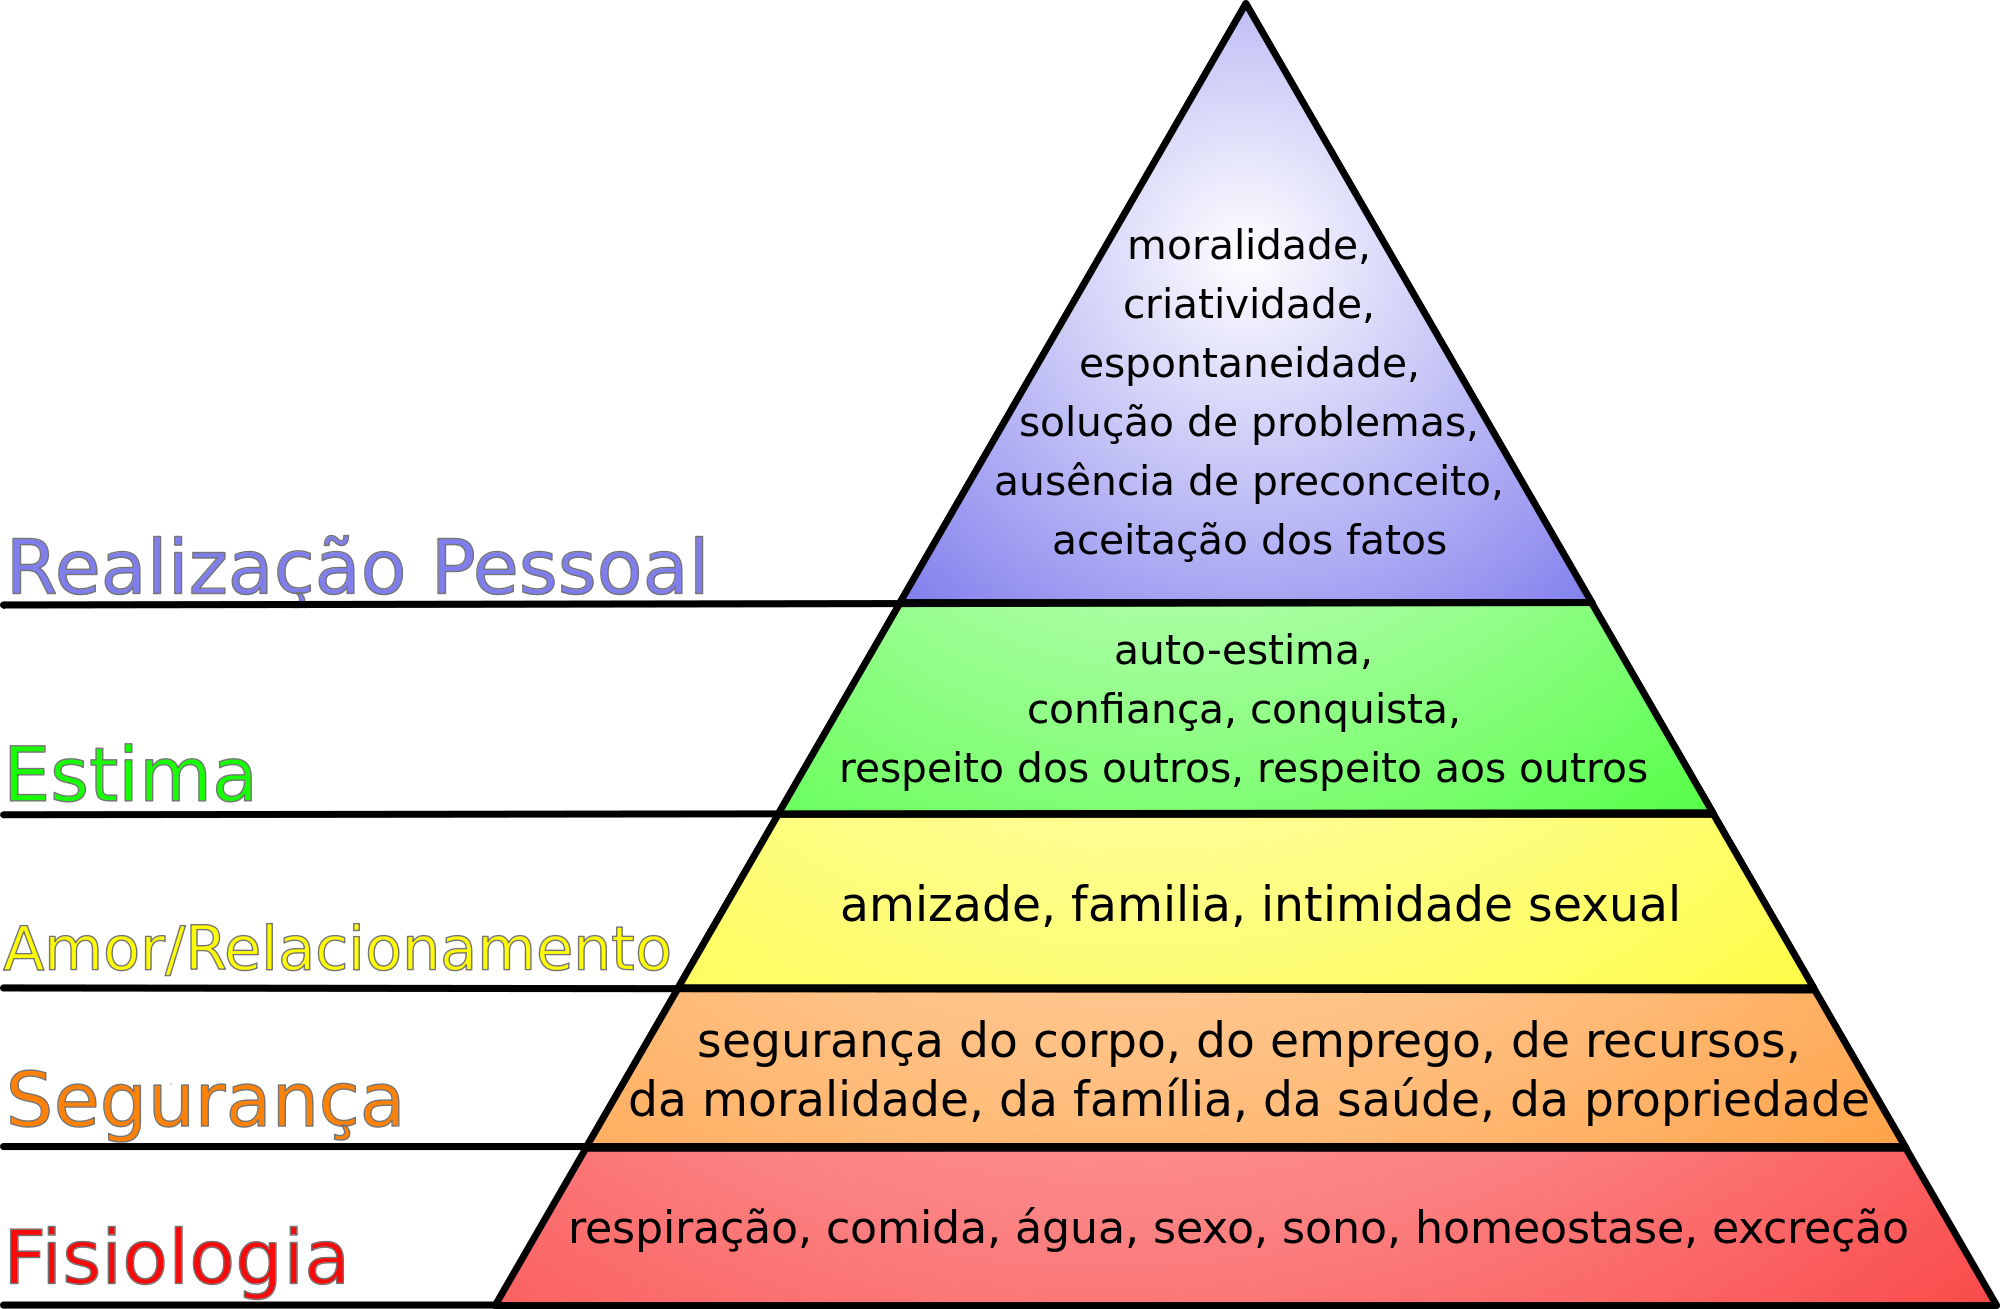 moralidade,
criatividade,
espontaneidade,
solução de problemas,
ausência de preconceito,
aceitação dos fatos
Realização Pessoal
auto-estima,
confiança, conquista,
respeito dos outros, respeito aos outros
Estima
amizade, familia, intimidade sexual
Amor/Relacionamento
segurança do corpo, do emprego, de recursos,
da moralidade, da família, da saúde, da propriedade
Segurança
respiração, comida, água, sexo, sono, homeostase, excreção
Fisiologia